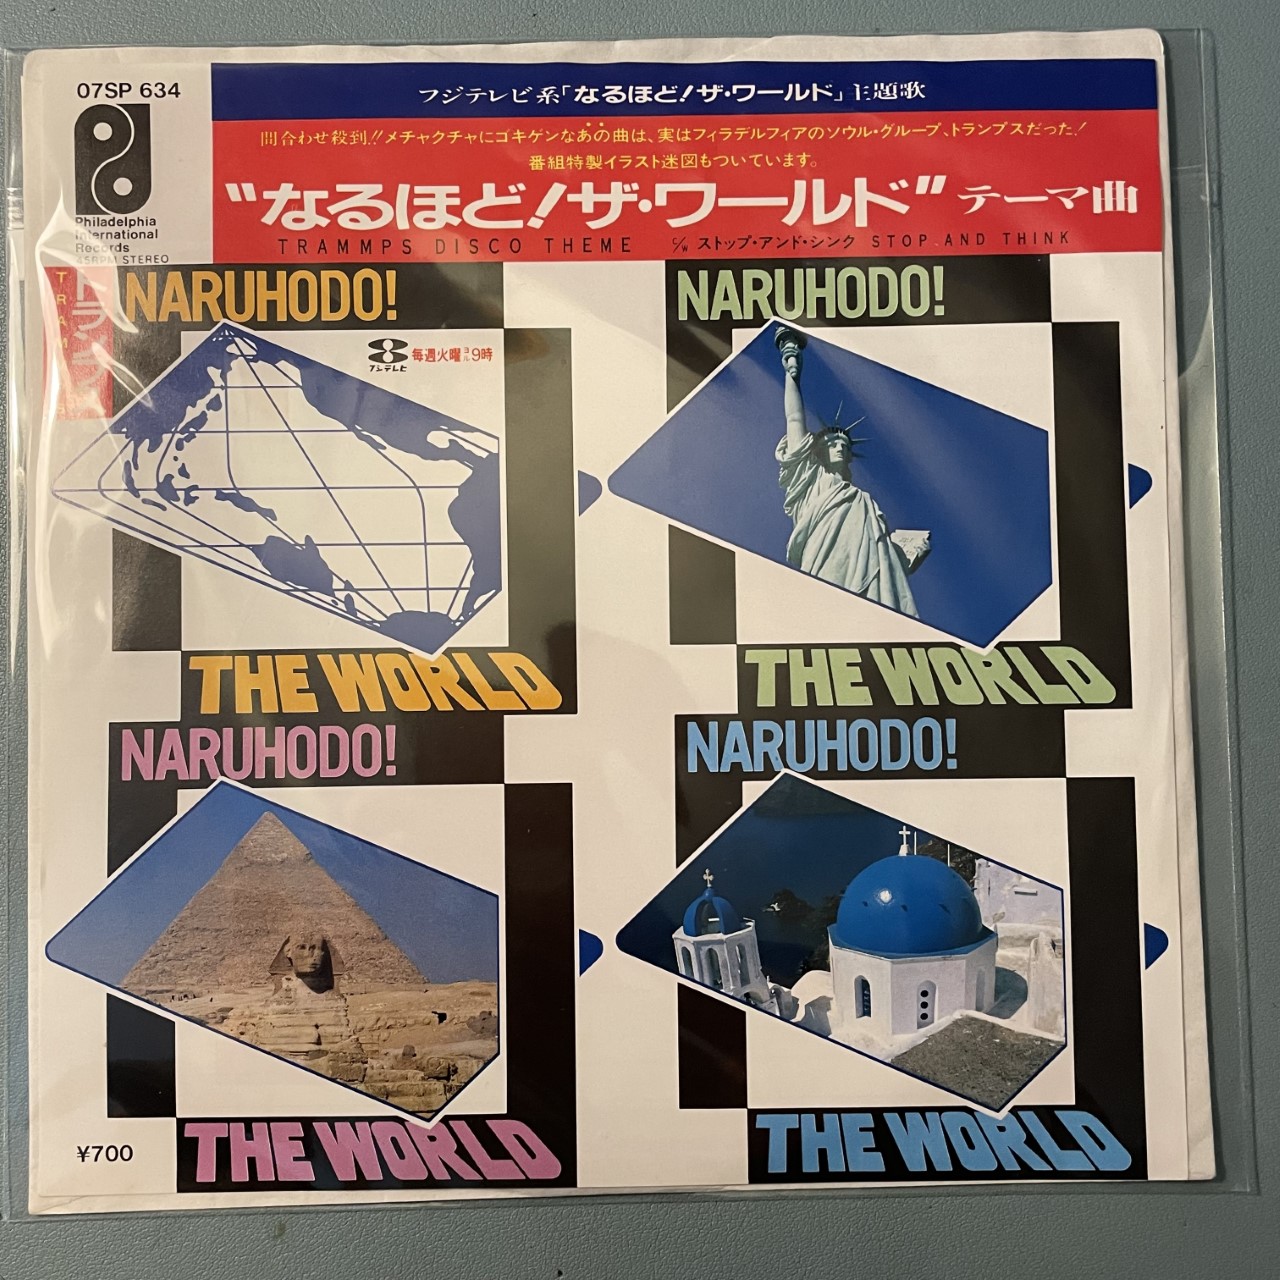 07SP 634
フジテレビ系「なるほど!ザ・ワールド」主題歌
問合わせ殺到!!メチャクチャにゴキゲンなあの曲は、実はフィラデルフィアのソウル・グループ、トランプスだった!
番組特製イラスト迷図もついています。
"なるほど!ザ・ワールド" テーマ曲
TRAMMPS DISCO THEME c/w ストップ・アンド・シンク STOP AND THINK
Philadelphia
International
Records
45RPM STEREO
NARUHODO!
NARUHODO!
8 毎週火曜ヨル9時
フジテレビ
THE WORLD
THE WORLD
NARUHODO!
NARUHODO!
¥700
THE WORLD
THE WORLD